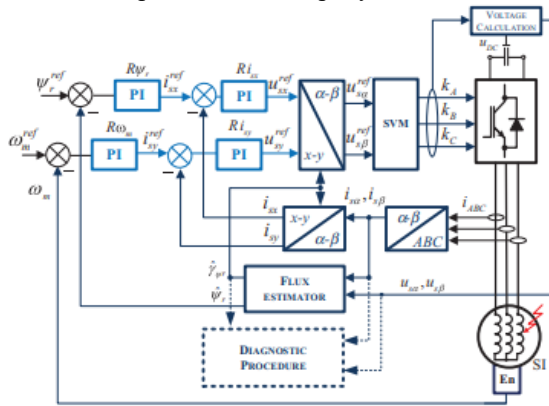 VOLTAGE
CALCULATION
u_DC
ψ_r^ref
Rψ_r
PI
i_sx^ref
Ri_sx
PI
u_sx^ref
α-β
x-y
u_sα^ref
u_sβ^ref
SVM
k_A
k_B
k_C
ω_m^ref
Rω_m
PI
i_sy^ref
Ri_sy
PI
u_sy^ref
ω_m
i_sx
i_sy
x-y
α-β
i_sα, i_sβ
α-β
ABC
i_ABC
γ̂_ψr
ψ̂_r
FLUX
ESTIMATOR
u_sα, u_sβ
DIAGNOSTIC
PROCEDURE
SI
En